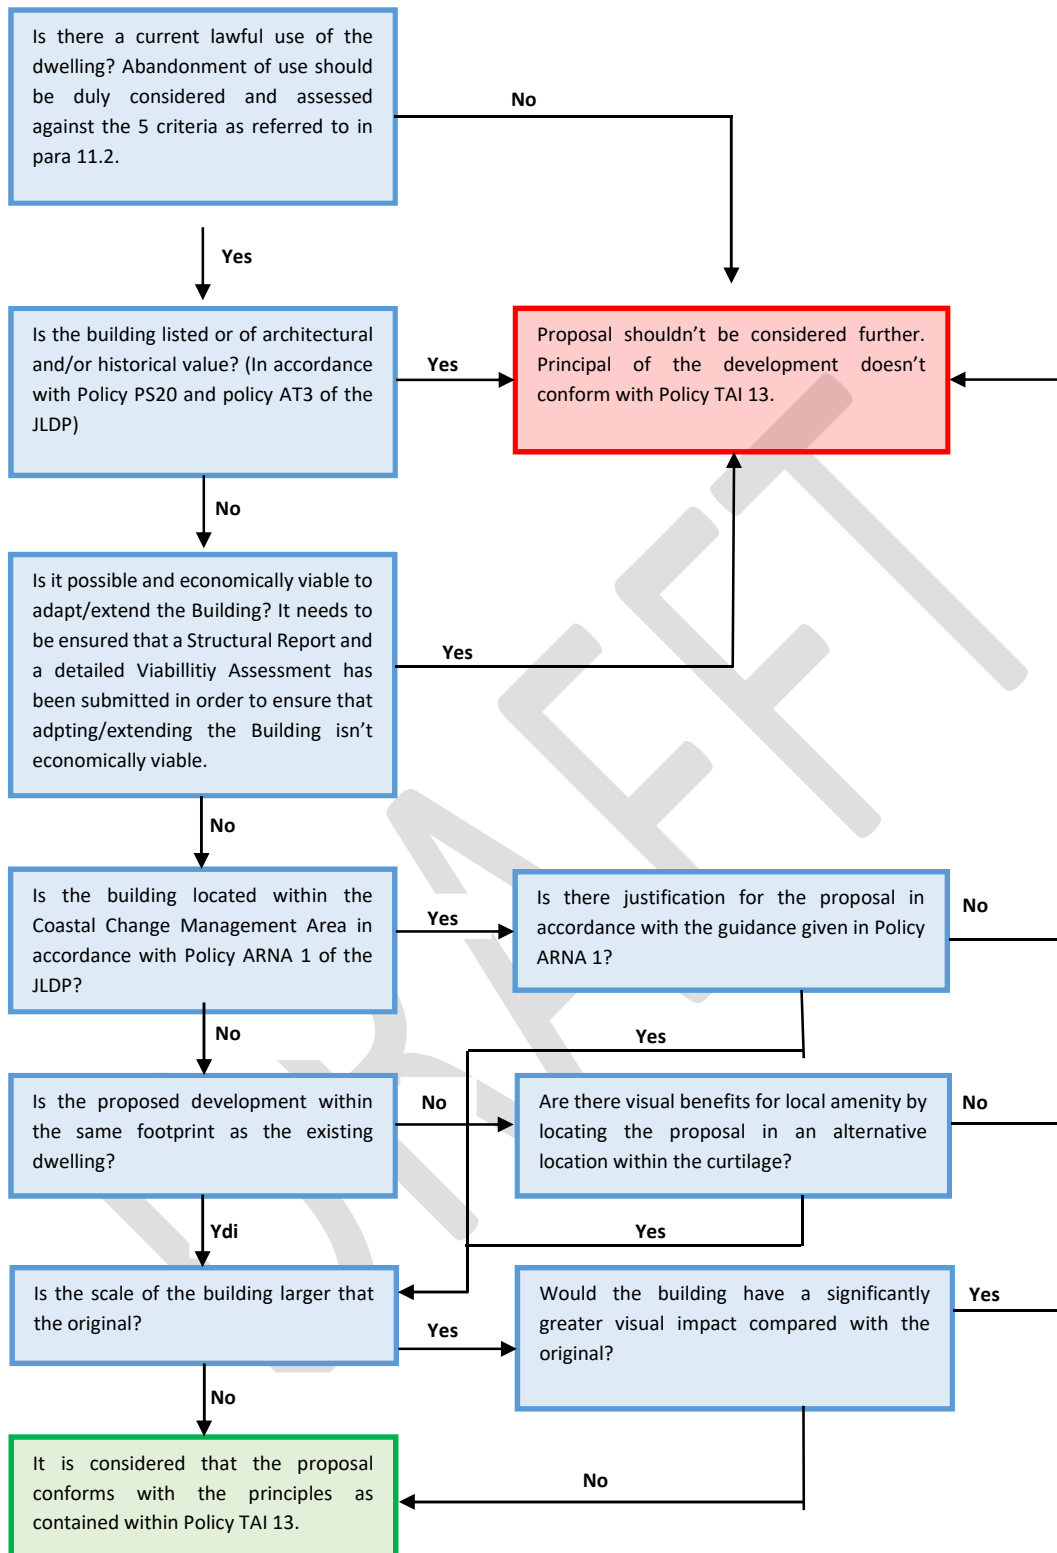 Is there a current lawful use of the
dwelling? Abandonment of use should
be duly considered and assessed
against the 5 criteria as referred to in
para 11.2.
No
Yes
Is the building listed or of architectural
and/or historical value? (In accordance
with Policy PS20 and policy AT3 of the
JLDP)
Yes
Proposal shouldn't be considered further.
Principal of the development doesn't
conform with Policy TAI 13.
No
Is it possible and economically viable to
adapt/extend the Building? It needs to
be ensured that a Structural Report and
a detailed Viabillitiy Assessment has
been submitted in order to ensure that
adpting/extending the Building isn't
economically viable.
Yes
No
Is the building located within the
Coastal Change Management Area in
accordance with Policy ARNA 1 of the
JLDP?
Yes
Is there justification for the proposal in
accordance with the guidance given in Policy
ARNA 1?
No
No
Yes
Is the proposed development within
the same footprint as the existing
dwelling?
No
Are there visual benefits for local amenity by
locating the proposal in an alternative
location within the curtilage?
No
Ydi
Yes
Is the scale of the building larger that
the original?
Yes
Would the building have a significantly
greater visual impact compared with the
original?
Yes
No
It is considered that the proposal
conforms with the principles as
contained within Policy TAI 13.
No
DRAFT